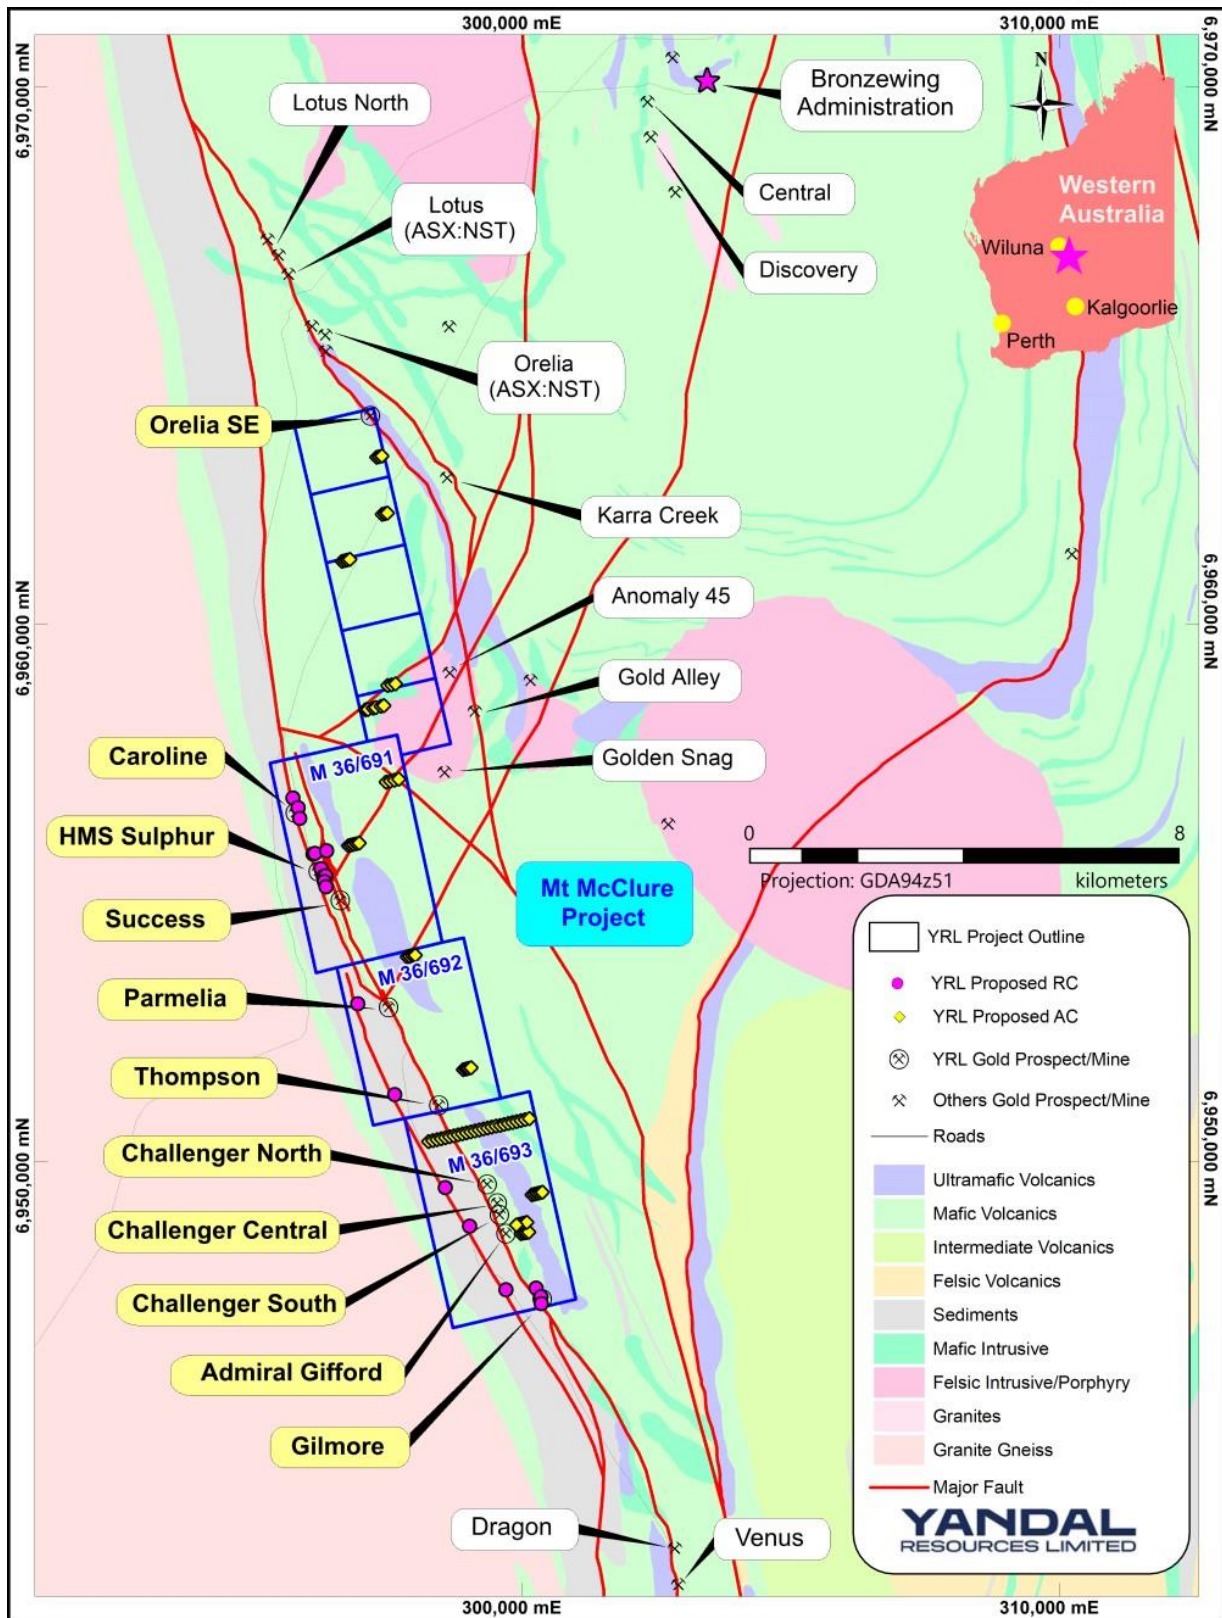 300,000 mE
310,000 mE
6,970,000 mN
6,970,000 mN
N
Bronzewing
Administration
Lotus North
Central
Western
Australia
Lotus
(ASX:NST)
Wiluna
Discovery
Kalgoorlie
Perth
Orelia
(ASX:NST)
Orelia SE
Karra Creek
6,960,000 mN
6,960,000 mN
Anomaly 45
Gold Alley
Caroline
M 36/691
Golden Snag
HMS Sulphur
0
8
Projection: GDA94z51
kilometers
Mt McClure
Project
Success
YRL Project Outline
M 36/692
YRL Proposed RC
Parmelia
YRL Proposed AC
YRL Gold Prospect/Mine
Thompson
Others Gold Prospect/Mine
Roads
6,950,000 mN
6,950,000 mN
Challenger North
M 36/693
Ultramafic Volcanics
Mafic Volcanics
Challenger Central
Intermediate Volcanics
Felsic Volcanics
Challenger South
Sediments
Mafic Intrusive
Admiral Gifford
Felsic Intrusive/Porphyry
Granites
Gilmore
Granite Gneiss
Major Fault
Dragon
Venus
YANDAL
RESOURCES LIMITED
300,000 mE
310,000 mE